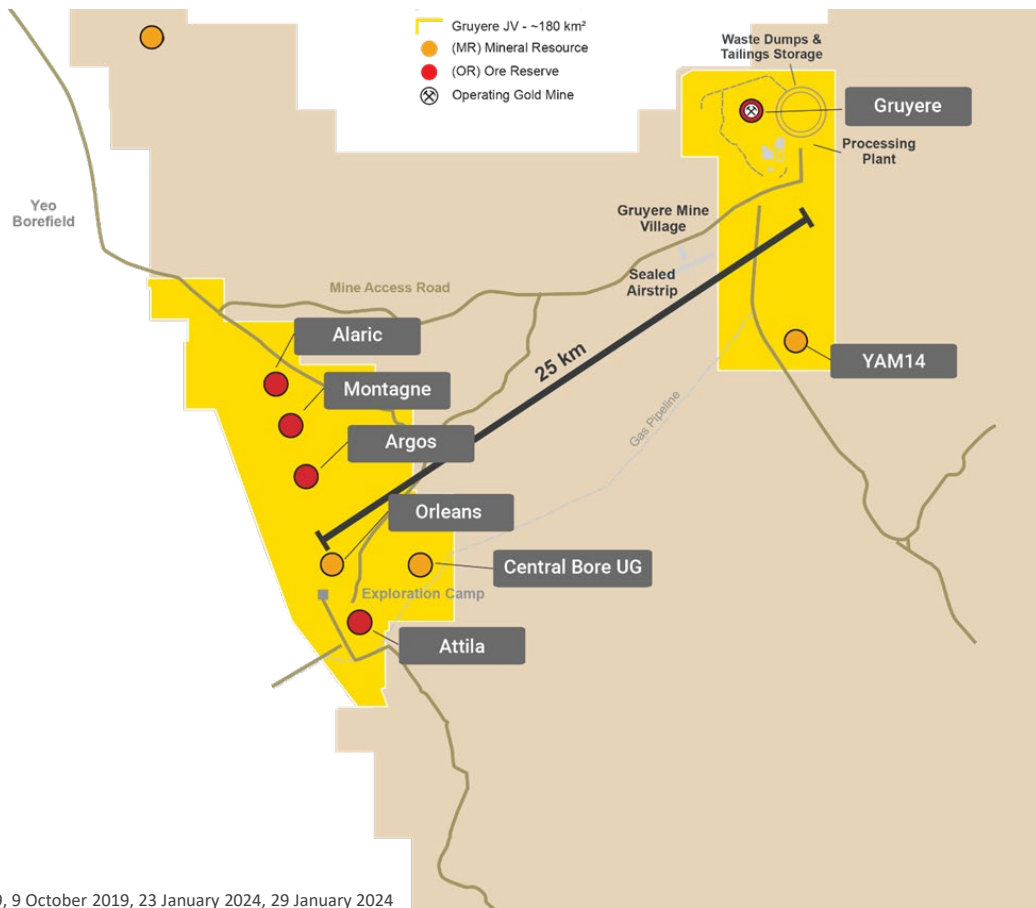 Gruyere JV - ~180 km²
(MR) Mineral Resource
(OR) Ore Reserve
Operating Gold Mine
Waste Dumps &
Tailings Storage
Gruyere
Processing
Plant
Yeo
Borefield
Gruyere Mine
Village
Sealed
Airstrip
Mine Access Road
Alaric
25 km
YAM14
Montagne
Gas Pipeline
Argos
Orleans
Central Bore UG
Exploration Camp
Attila
, 9 October 2019, 23 January 2024, 29 January 2024